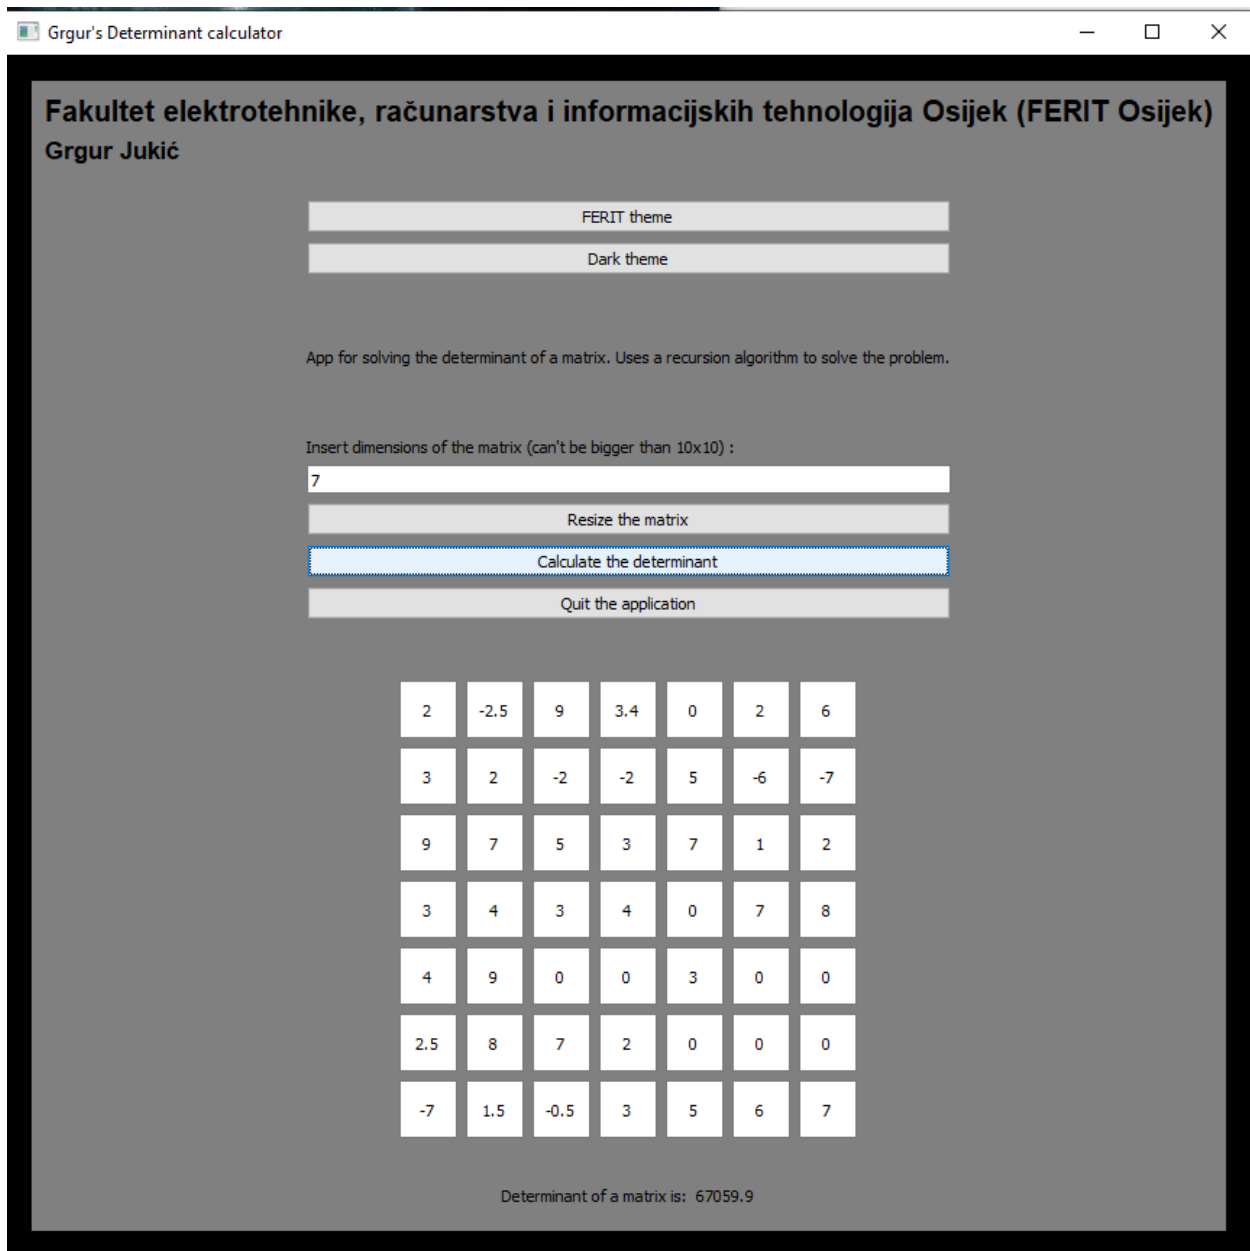 Grgur's Determinant calculator
Fakultet elektrotehnike, računarstva i informacijskih tehnologija Osijek (FERIT Osijek)
Grgur Jukić
FERIT theme
Dark theme
App for solving the determinant of a matrix. Uses a recursion algorithm to solve the problem.
Insert dimensions of the matrix (can't be bigger than 10x10) :
7
Resize the matrix
Calculate the determinant
Quit the application
2 -2.5 9 3.4 0 2 6
3 2 -2 -2 5 -6 -7
9 7 5 3 7 1 2
3 4 3 4 0 7 8
4 9 0 0 3 0 0
2.5 8 7 2 0 0 0
-7 1.5 -0.5 3 5 6 7
Determinant of a matrix is: 67059.9